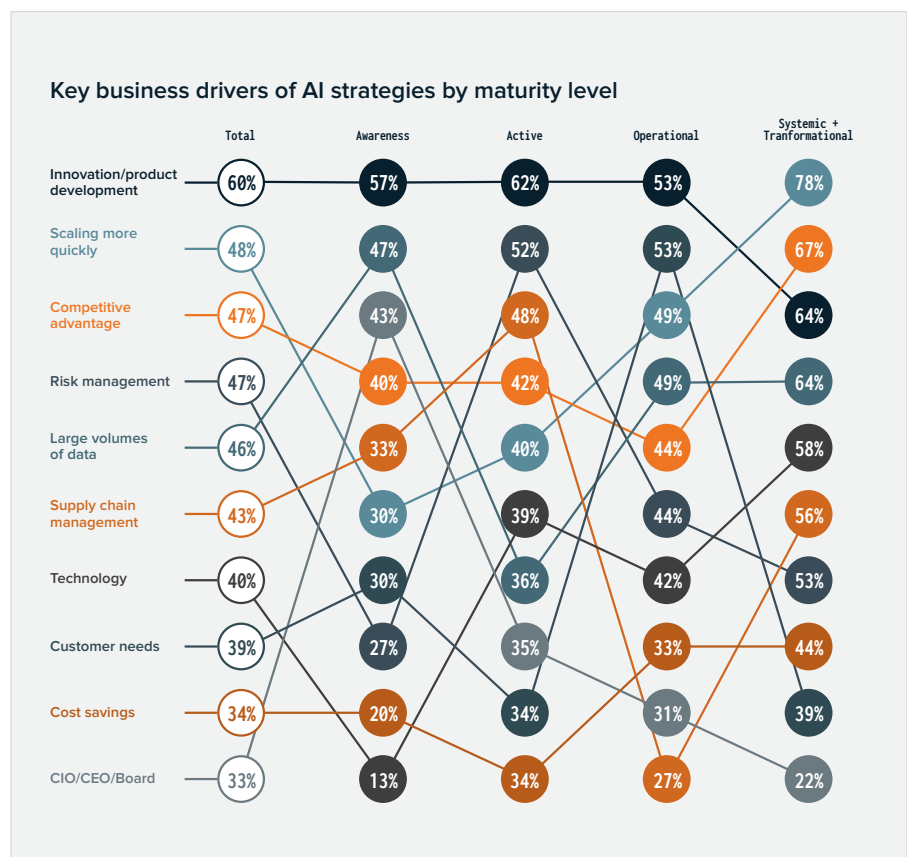 Key business drivers of AI strategies by maturity level
Total
Awareness
Active
Operational
Systemic +
Tranformational
Innovation/product
development
60%
57%
62%
53%
78%
Scaling more
quickly
48%
47%
52%
53%
67%
Competitive
advantage
47%
43%
48%
49%
64%
Risk management
47%
40%
42%
49%
64%
Large volumes
of data
46%
33%
40%
44%
58%
Supply chain
management
43%
30%
39%
44%
56%
Technology
40%
30%
36%
42%
53%
Customer needs
39%
27%
35%
33%
44%
Cost savings
34%
20%
34%
31%
39%
CIO/CEO/Board
33%
13%
34%
27%
22%